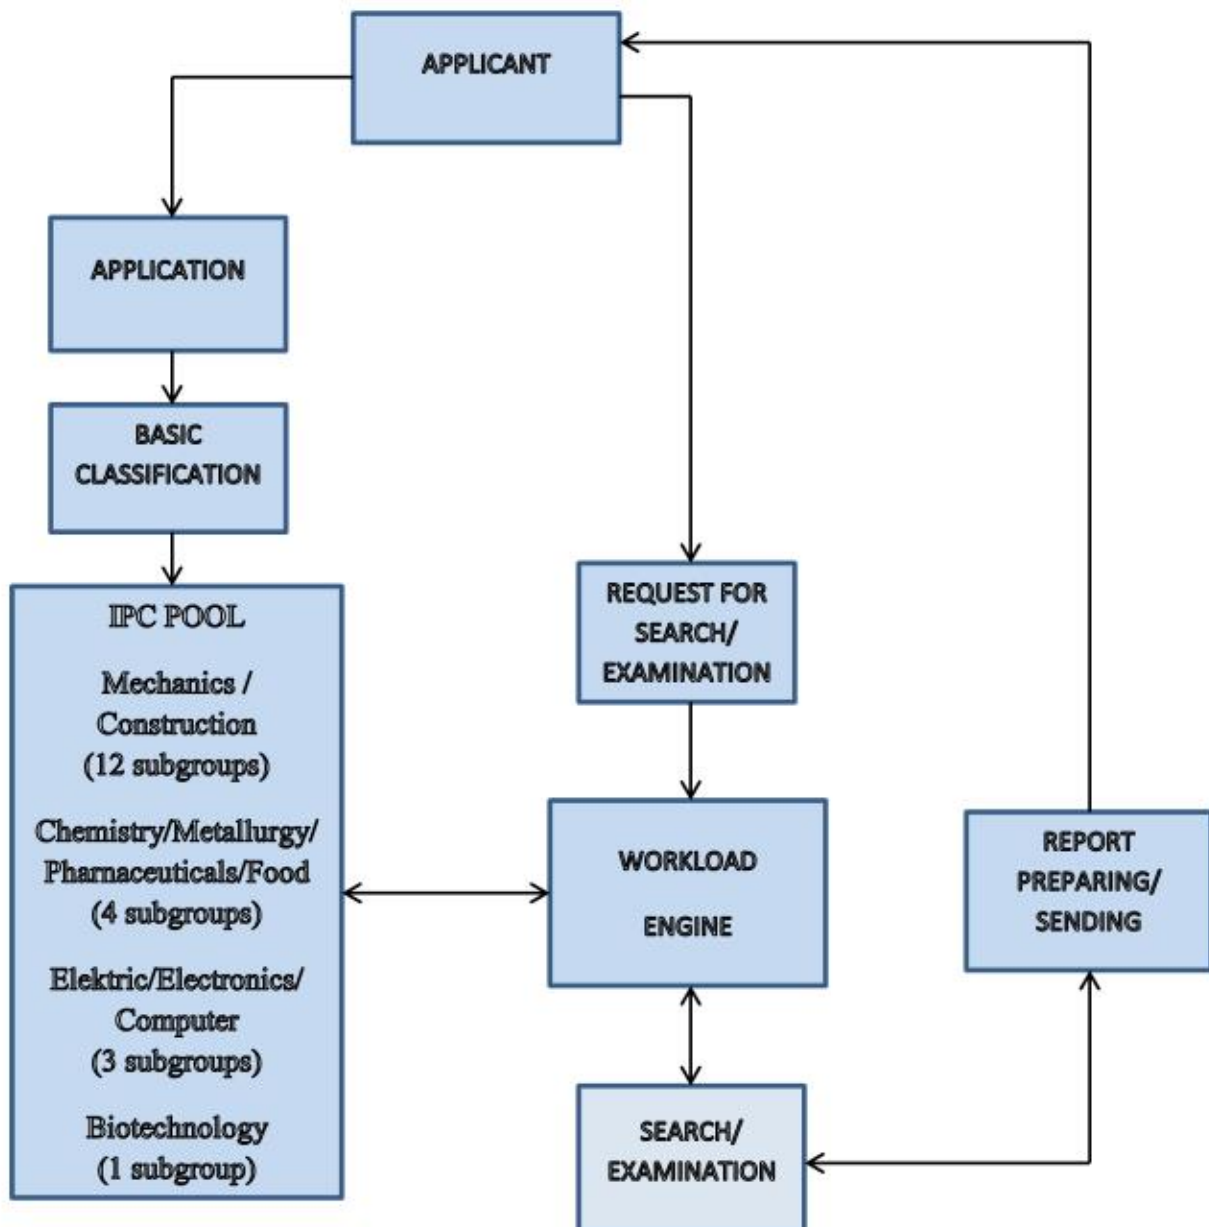 APPLICANT
APPLICATION
BASIC
CLASSIFICATION
IPC POOL
Mechanics /
Construction
(12 subgroups)
Chemistry/Metallurgy/
Pharnaceuticals/Food
(4 subgroups)
Elektric/Electronics/
Computer
(3 subgroups)
Biotechnology
(1 subgroup)
REQUEST FOR
SEARCH/
EXAMINATION
WORKLOAD
ENGINE
SEARCH/
EXAMINATION
REPORT
PREPARING/
SENDING